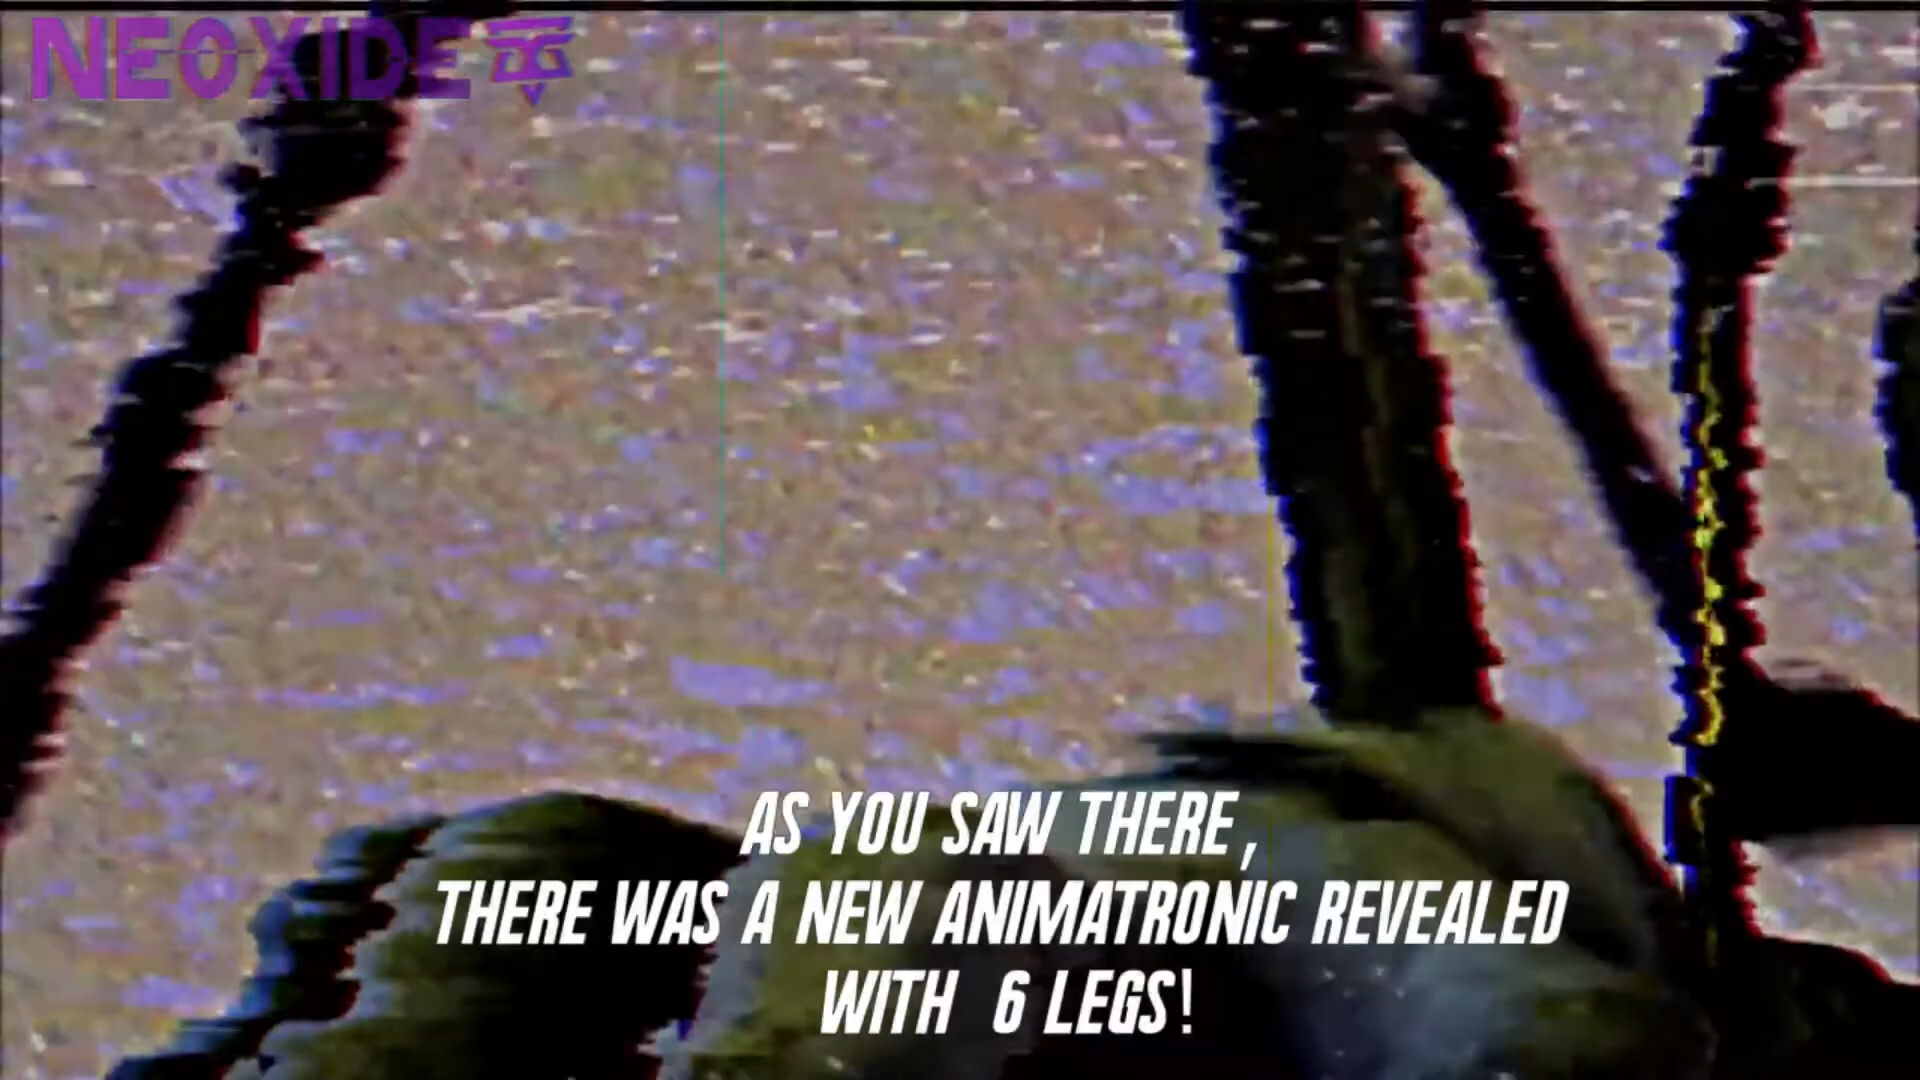 NEOXIDE
AS YOU SAW THERE,
THERE WAS A NEW ANIMATRONIC REVEALED
WITH 6 LEGS!